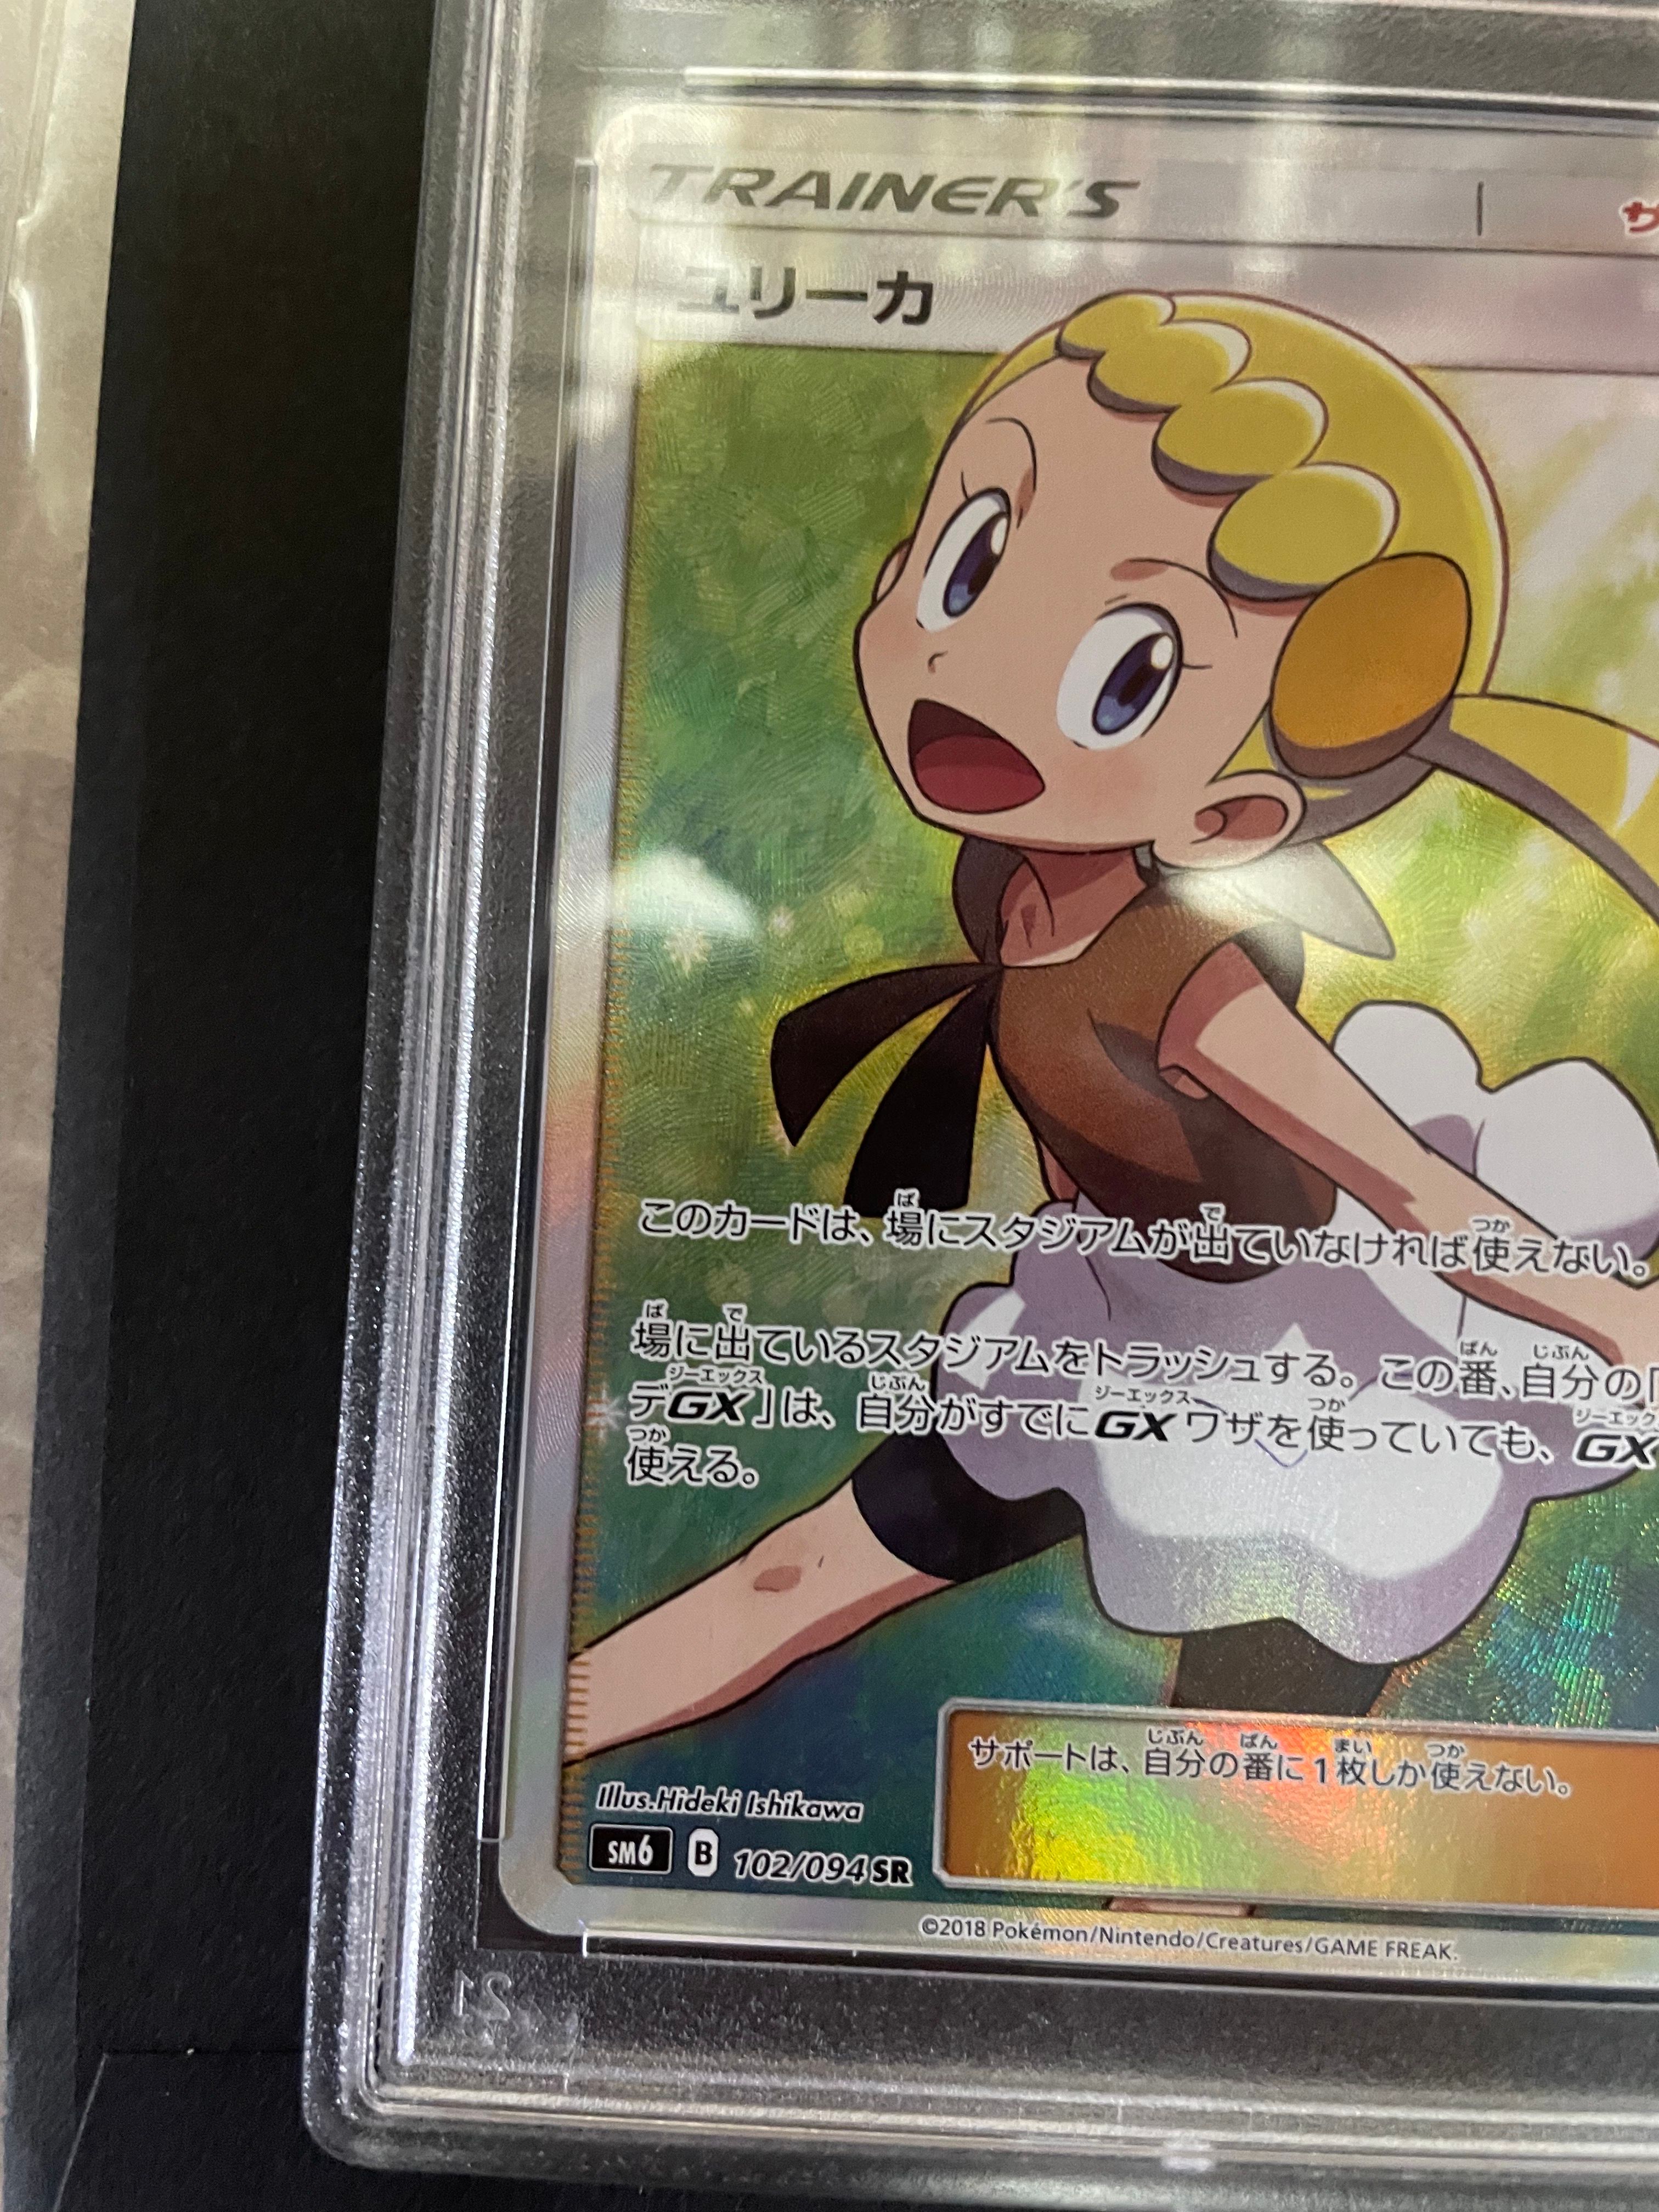 TRAINER'S
ユリーカ
このカードは、場にスタジアムが出ていなければ使えない。
場に出ているスタジアムをトラッシュする。この番、自分の「
デGX」は、自分がすでにGXワザを使っていても、GX
使える。
サポートは、自分の番に1枚しか使えない。
Illus.Hideki Ishikawa
SM6 B 102/094 SR
©2018 Pokémon/Nintendo/Creatures/GAME FREAK.